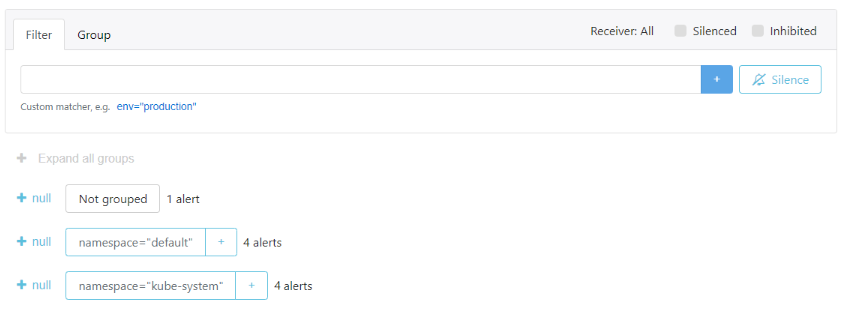 Filter Group Receiver: All Silenced Inhibited
+ Silence
Custom matcher, e.g. env="production"
+ Expand all groups
+ null Not grouped 1 alert
+ null namespace="default" + 4 alerts
+ null namespace="kube-system" + 4 alerts